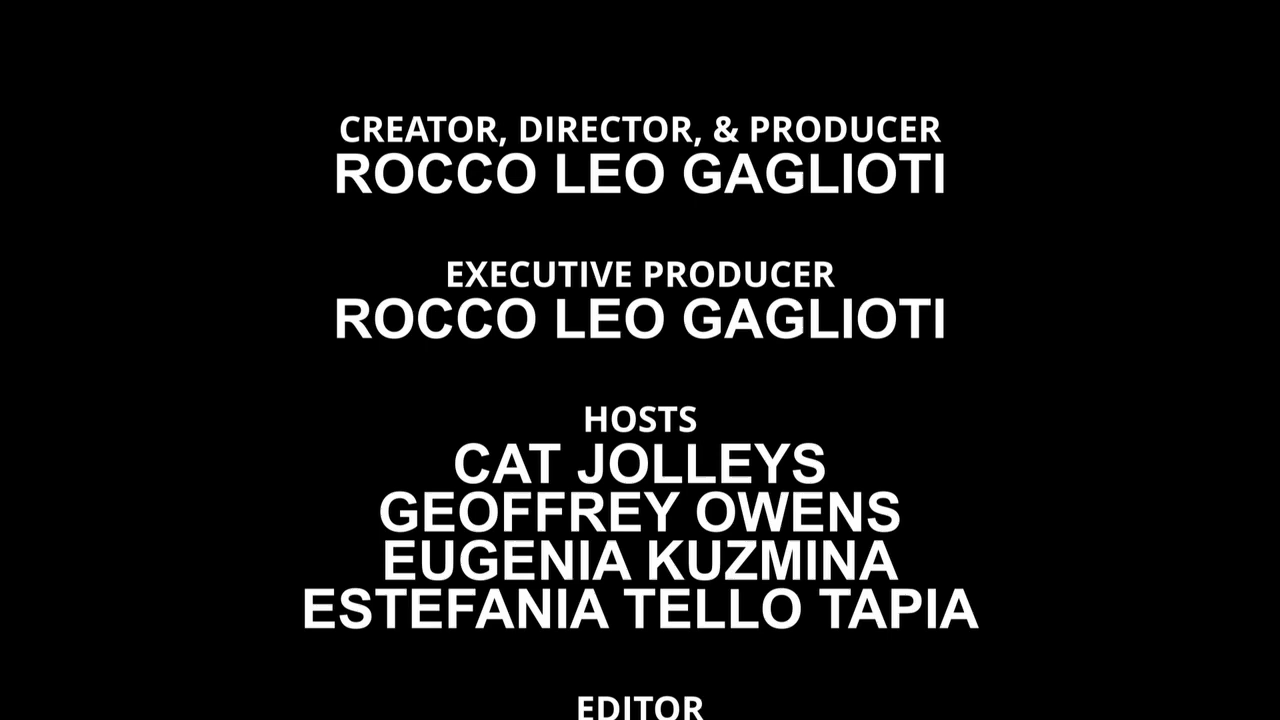 CREATOR, DIRECTOR, & PRODUCER
ROCCO LEO GAGLIOTI
EXECUTIVE PRODUCER
ROCCO LEO GAGLIOTI
HOSTS
CAT JOLLEYS
GEOFFREY OWENS
EUGENIA KUZMINA
ESTEFANIA TELLO TAPIA
EDITOR